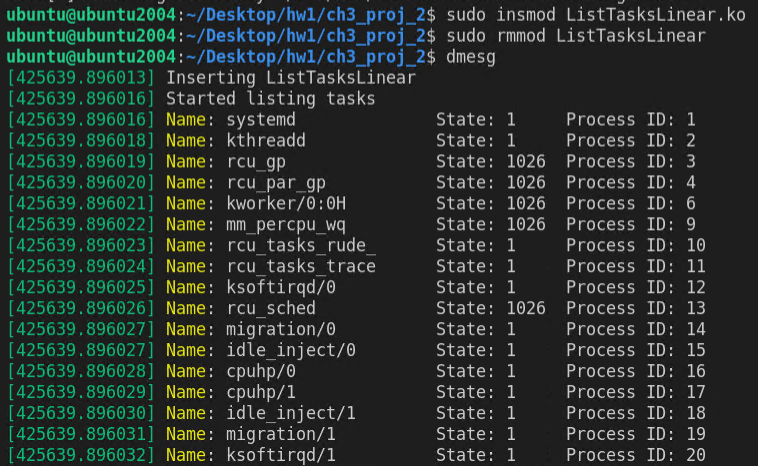 ubuntu@ubuntu2004:~/Desktop/hw1/ch3_proj_2$ sudo insmod ListTasksLinear.ko
ubuntu@ubuntu2004:~/Desktop/hw1/ch3_proj_2$ sudo rmmod ListTasksLinear
ubuntu@ubuntu2004:~/Desktop/hw1/ch3_proj_2$ dmesg
[425639.896013] Inserting ListTasksLinear
[425639.896016] Started listing tasks
[425639.896016] Name: systemd State: 1 Process ID: 1
[425639.896018] Name: kthreadd State: 1 Process ID: 2
[425639.896019] Name: rcu_gp State: 1026 Process ID: 3
[425639.896020] Name: rcu_par_gp State: 1026 Process ID: 4
[425639.896021] Name: kworker/0:0H State: 1026 Process ID: 6
[425639.896022] Name: mm_percpu_wq State: 1026 Process ID: 9
[425639.896023] Name: rcu_tasks_rude_ State: 1 Process ID: 10
[425639.896024] Name: rcu_tasks_trace State: 1 Process ID: 11
[425639.896025] Name: ksoftirqd/0 State: 1 Process ID: 12
[425639.896026] Name: rcu_sched State: 1026 Process ID: 13
[425639.896027] Name: migration/0 State: 1 Process ID: 14
[425639.896027] Name: idle_inject/0 State: 1 Process ID: 15
[425639.896028] Name: cpuhp/0 State: 1 Process ID: 16
[425639.896029] Name: cpuhp/1 State: 1 Process ID: 17
[425639.896030] Name: idle_inject/1 State: 1 Process ID: 18
[425639.896031] Name: migration/1 State: 1 Process ID: 19
[425639.896032] Name: ksoftirqd/1 State: 1 Process ID: 20